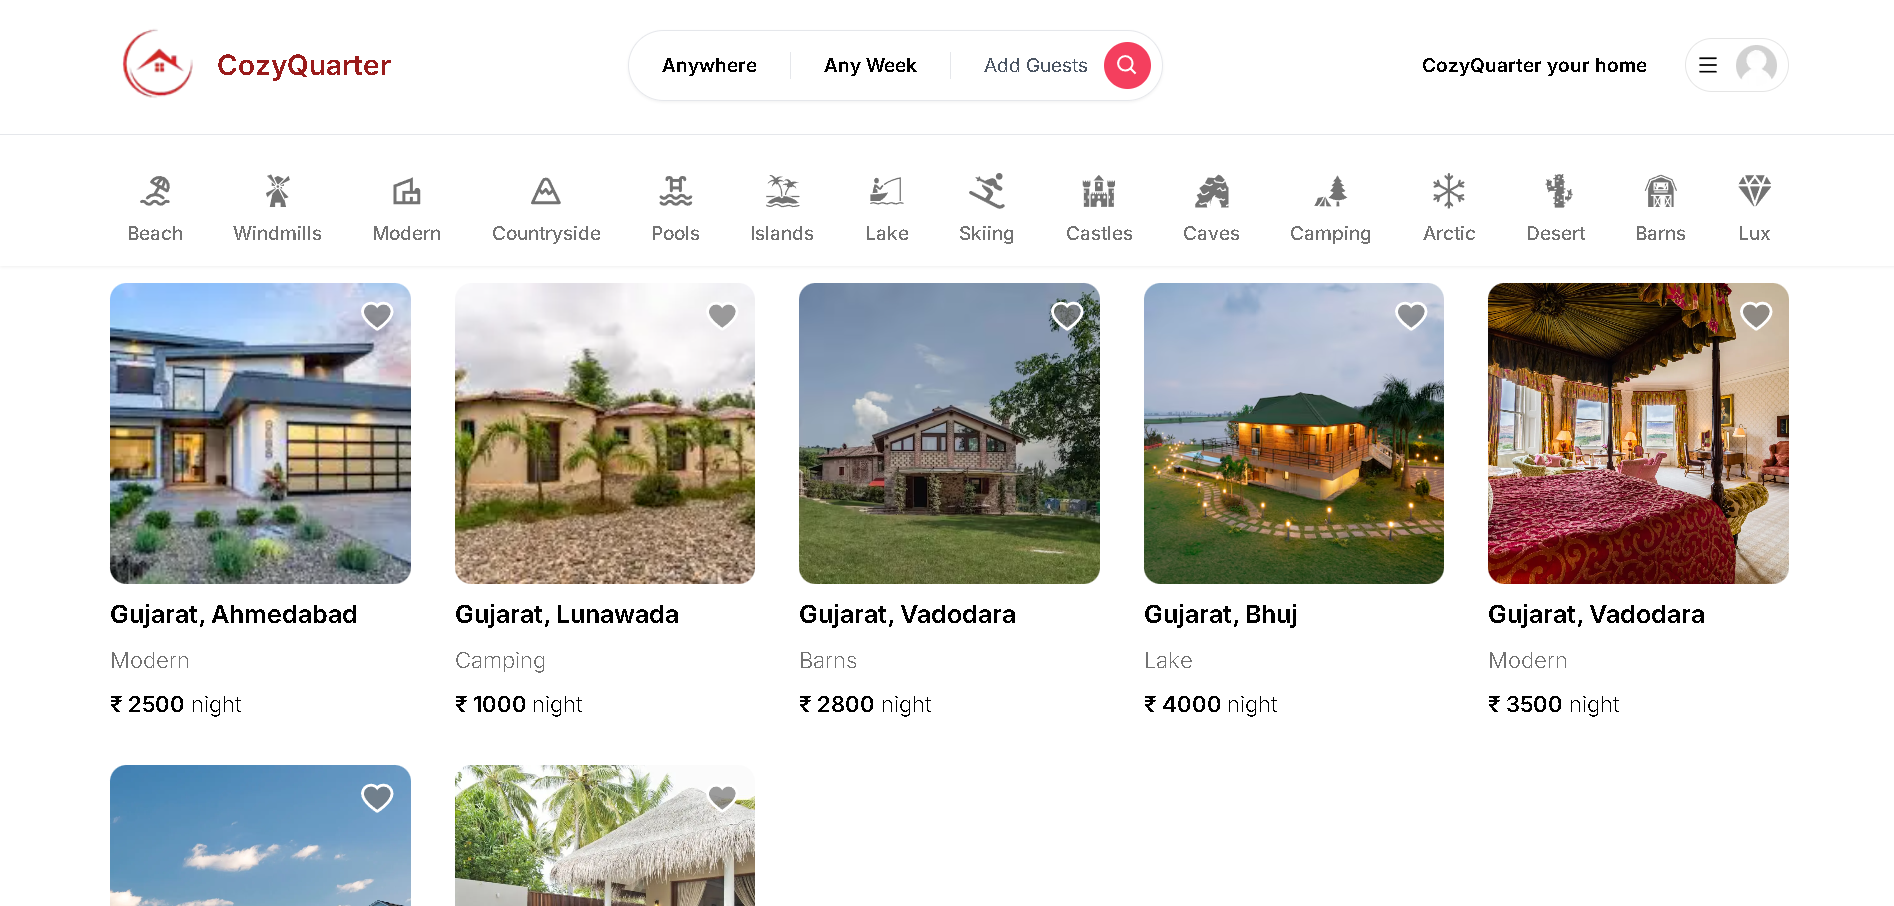 CozyQuarter
Anywhere
Any Week
Add Guests
CozyQuarter your home
Beach
Windmills
Modern
Countryside
Pools
Islands
Lake
Skiing
Castles
Caves
Camping
Arctic
Desert
Barns
Lux
Gujarat, Ahmedabad
Modern
₹ 2500 night
Gujarat, Lunawada
Camping
₹ 1000 night
Gujarat, Vadodara
Barns
₹ 2800 night
Gujarat, Bhuj
Lake
₹ 4000 night
Gujarat, Vadodara
Modern
₹ 3500 night